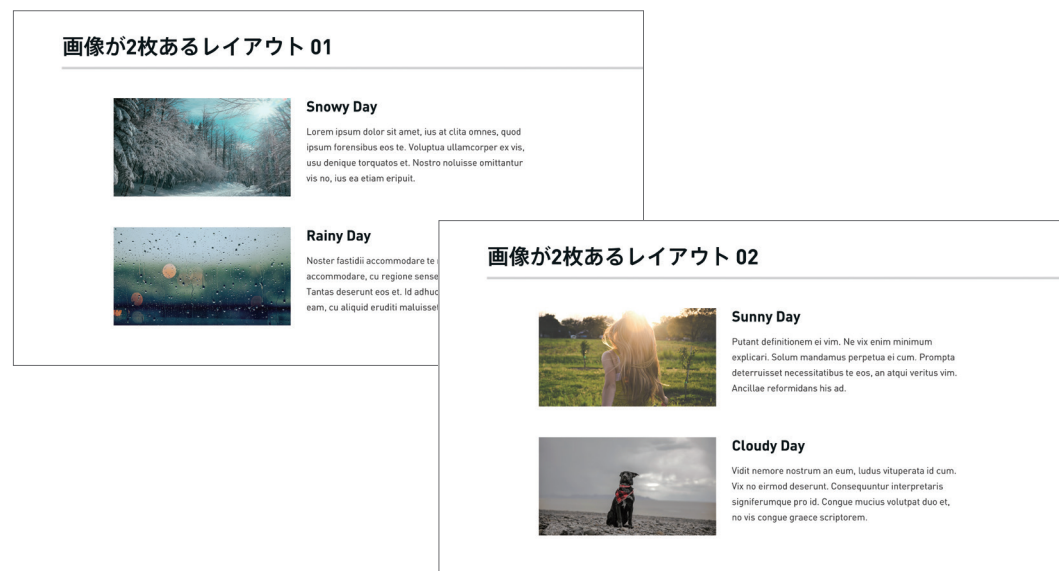 画像が2枚あるレイアウト 01
Snowy Day
Lorem ipsum dolor sit amet, ius at clita omnes, quod
ipsum forensibus eos te. Voluptua ullamcorper ex vis,
usu denique torquatos et. Nostro noluisse omittantur
vis no, ius ea etiam eripuit.
Rainy Day
Noster fastidii accommodare te
accommodare, cu regione sense
Tantas deserunt eos et. Id adhuc
eam, cu aliquid eruditi maluisset
画像が2枚あるレイアウト 02
Sunny Day
Putant definitionem ei vim. Ne vix enim minimum
explicari. Solum mandamus perpetua ei cum. Prompta
deterruisset necessitatibus te eos, an atqui veritus vim.
Ancillae reformidans his ad.
Cloudy Day
Vidit nemore nostrum an eum, ludus vituperata id cum.
Vix no eirmod deserunt. Consequuntur interpretaris
signiferumque pro id. Congue mucius volutpat duo et,
no vis congue graece scriptorem.